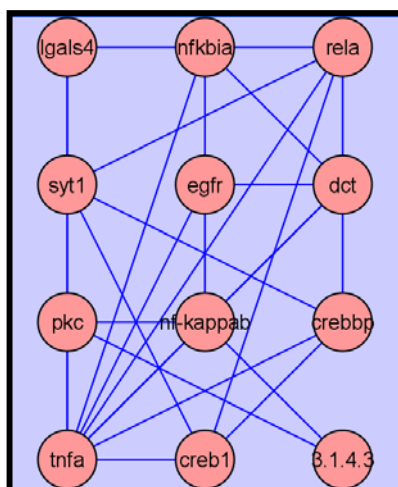 lgals4 nfkbia rela
syt1 egfr dct
pkc nf-kappab crebbp
tnfa creb1 3.1.4.3